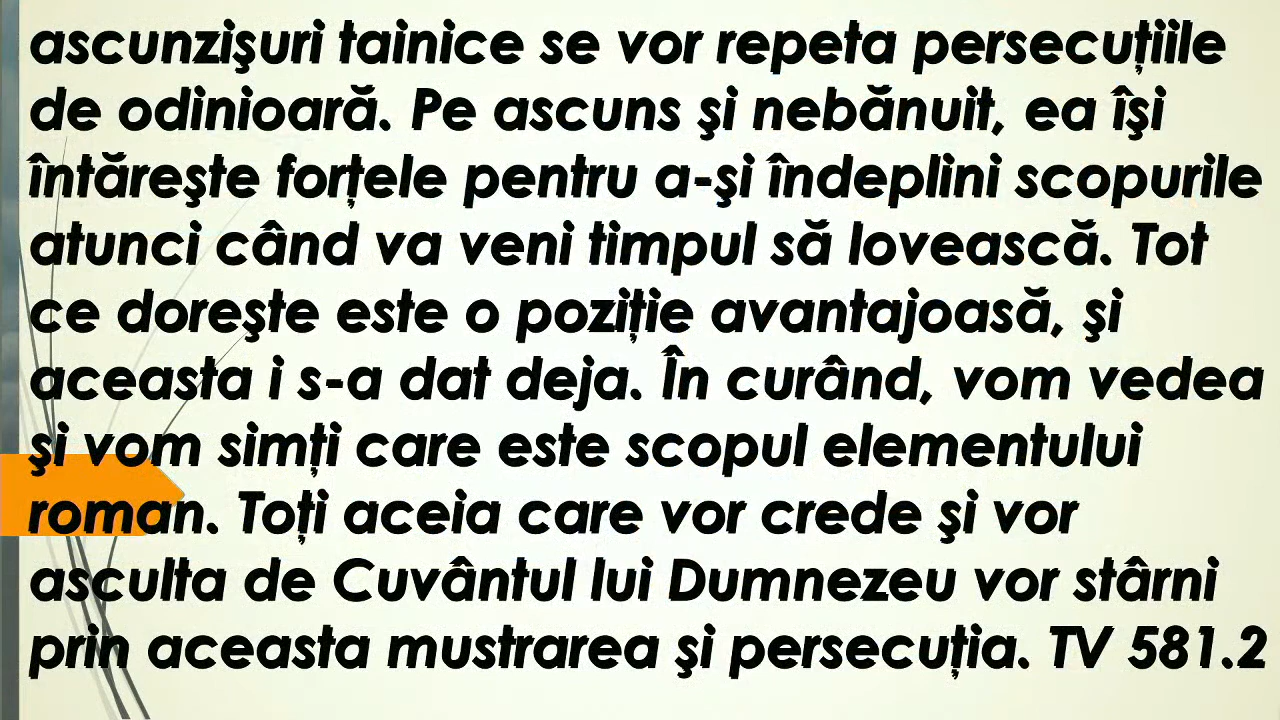 ascunzişuri tainice se vor repeta persecuțiile
de odinioară. Pe ascuns şi nebănuit, ea îşi
întăreşte forțele pentru a-şi îndeplini scopurile
atunci când va veni timpul să lovească. Tot
ce doreşte este o poziție avantajoasă, şi
aceasta i s-a dat deja. În curând, vom vedea
şi vom simți care este scopul elementului
roman. Toți aceia care vor crede şi vor
asculta de Cuvântul lui Dumnezeu vor stârni
prin aceasta mustrarea şi persecuția. TV 581.2